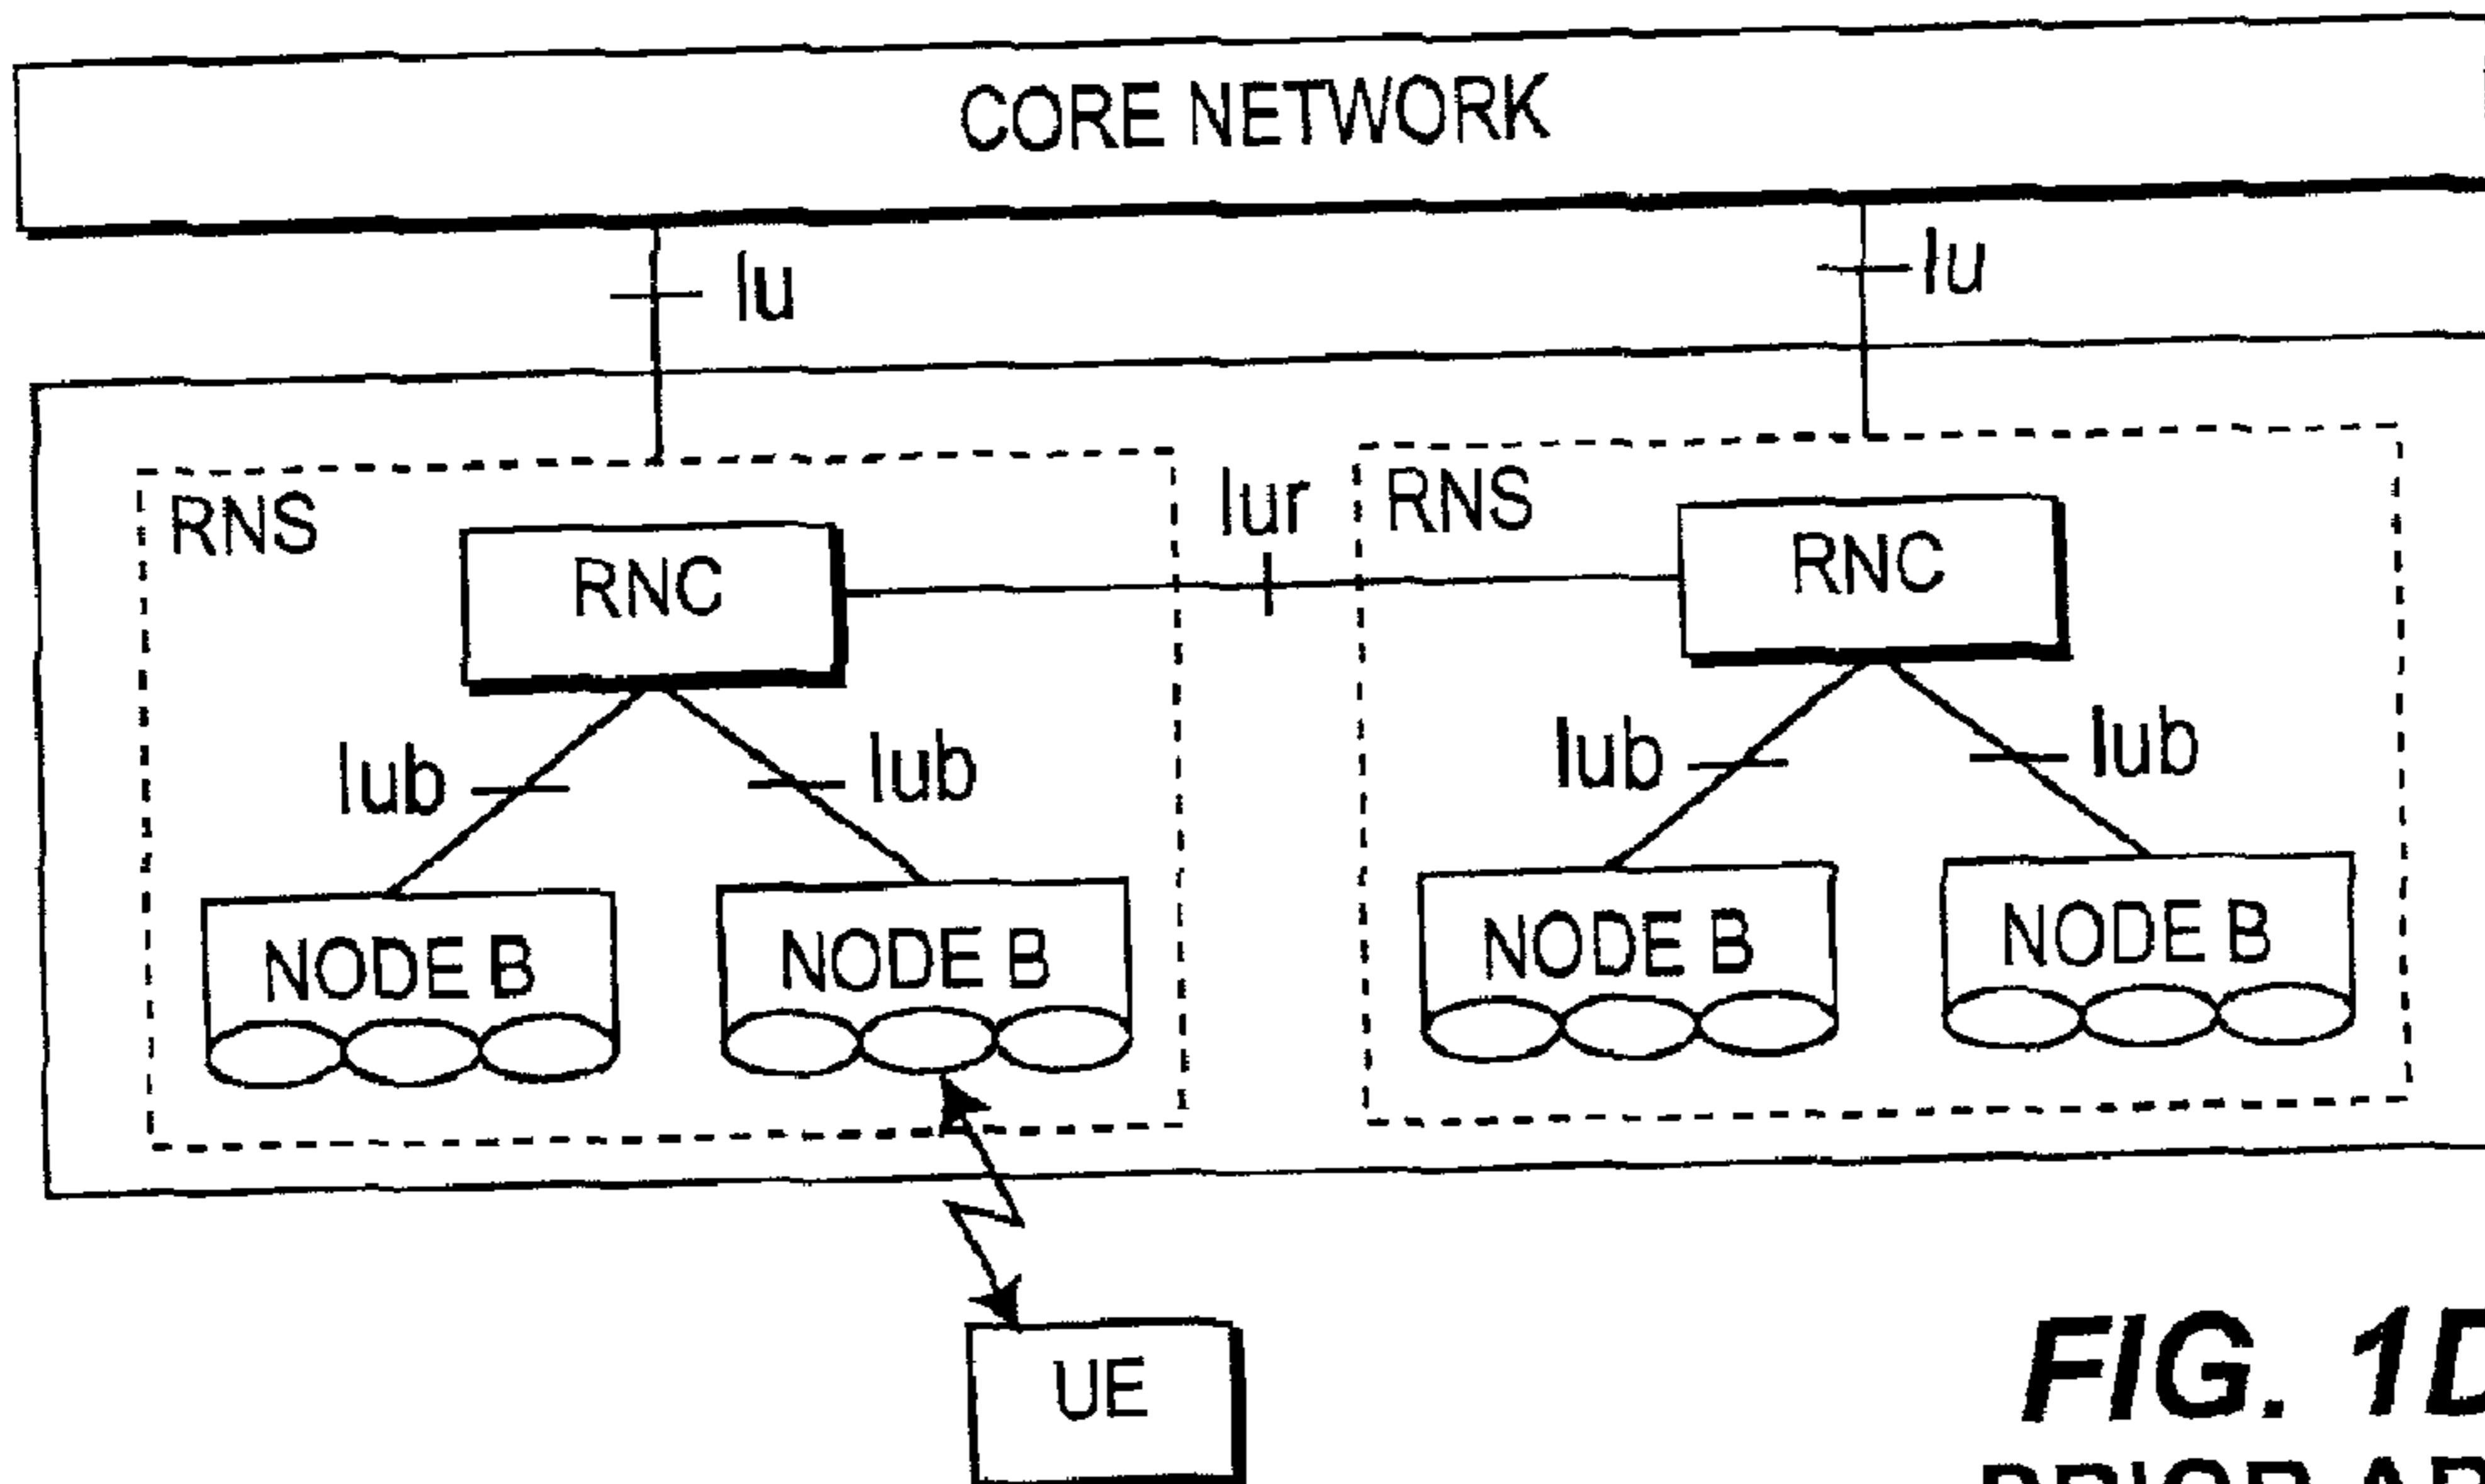 CORE NETWORK
Iu
Iu
RNS
Iur
RNS
RNC
RNC
Iub
Iub
Iub
Iub
NODE B
NODE B
NODE B
NODE B
UE
FIG. 1D